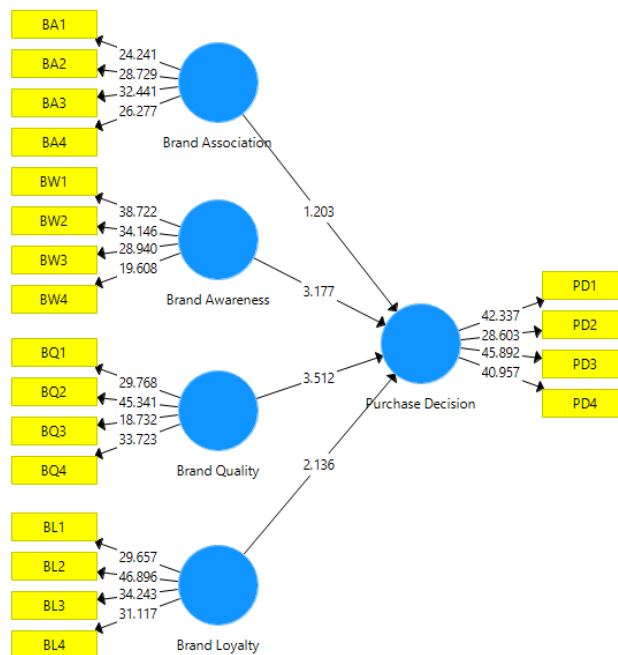 BA1
BA2
BA3
BA4
24.241
28.729
32.441
26.277
Brand Association
BW1
BW2
BW3
BW4
38.722
34.146
28.940
19.608
Brand Awareness
BQ1
BQ2
BQ3
BQ4
29.768
45.341
18.732
33.723
Brand Quality
BL1
BL2
BL3
BL4
29.657
46.896
34.243
31.117
Brand Loyalty
1.203
3.177
3.512
2.136
Purchase Decision
42.337
28.603
45.892
40.957
PD1
PD2
PD3
PD4